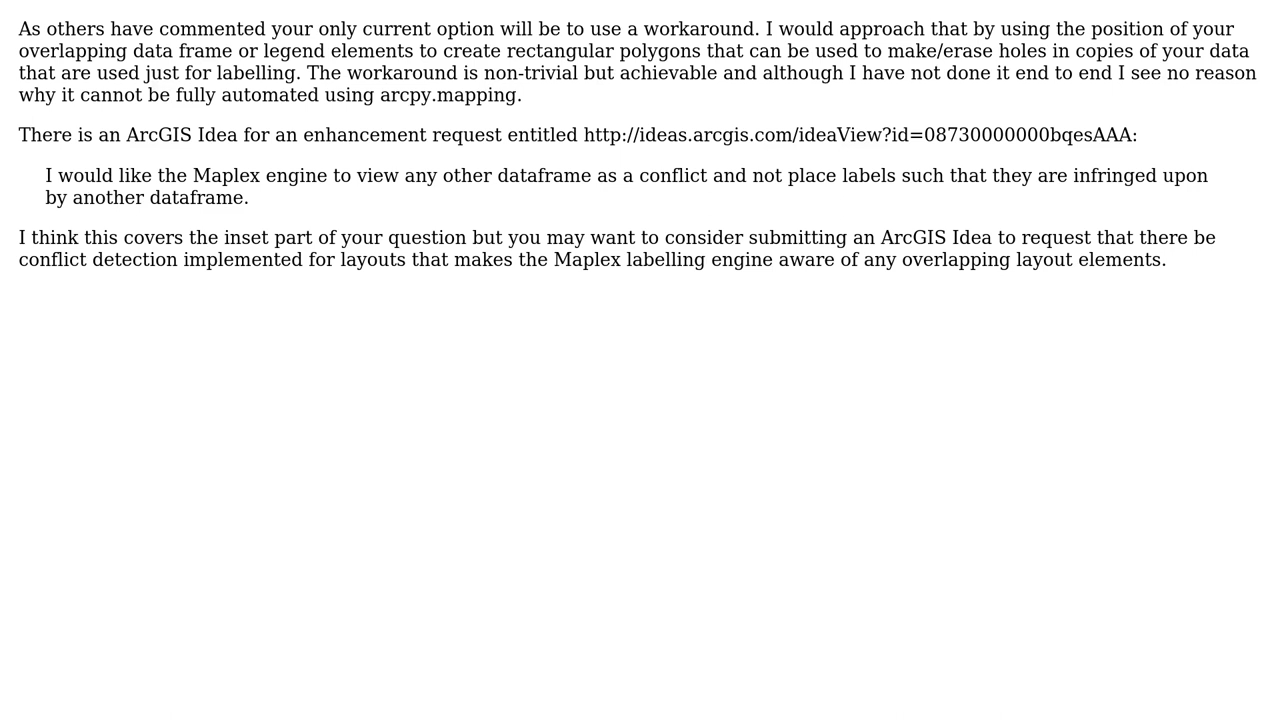 As others have commented your only current option will be to use a workaround. I would approach that by using the position of your
overlapping data frame or legend elements to create rectangular polygons that can be used to make/erase holes in copies of your data
that are used just for labelling. The workaround is non-trivial but achievable and although I have not done it end to end I see no reason
why it cannot be fully automated using arcpy.mapping.
There is an ArcGIS Idea for an enhancement request entitled http://ideas.arcgis.com/ideaView?id=08730000000bqesAAA:
I would like the Maplex engine to view any other dataframe as a conflict and not place labels such that they are infringed upon
by another dataframe.
I think this covers the inset part of your question but you may want to consider submitting an ArcGIS Idea to request that there be
conflict detection implemented for layouts that makes the Maplex labelling engine aware of any overlapping layout elements.